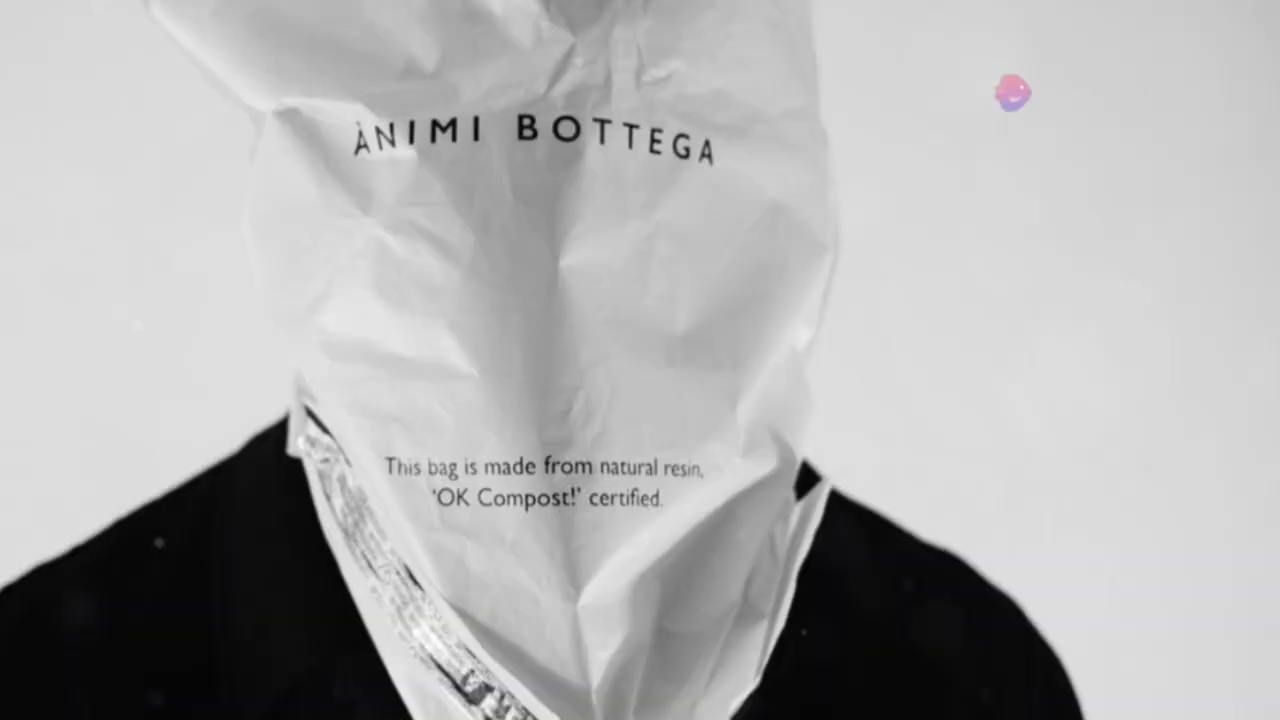 ÀNIMI BOTTEGA
This bag is made from natural resin,
'OK Compost!' certified.